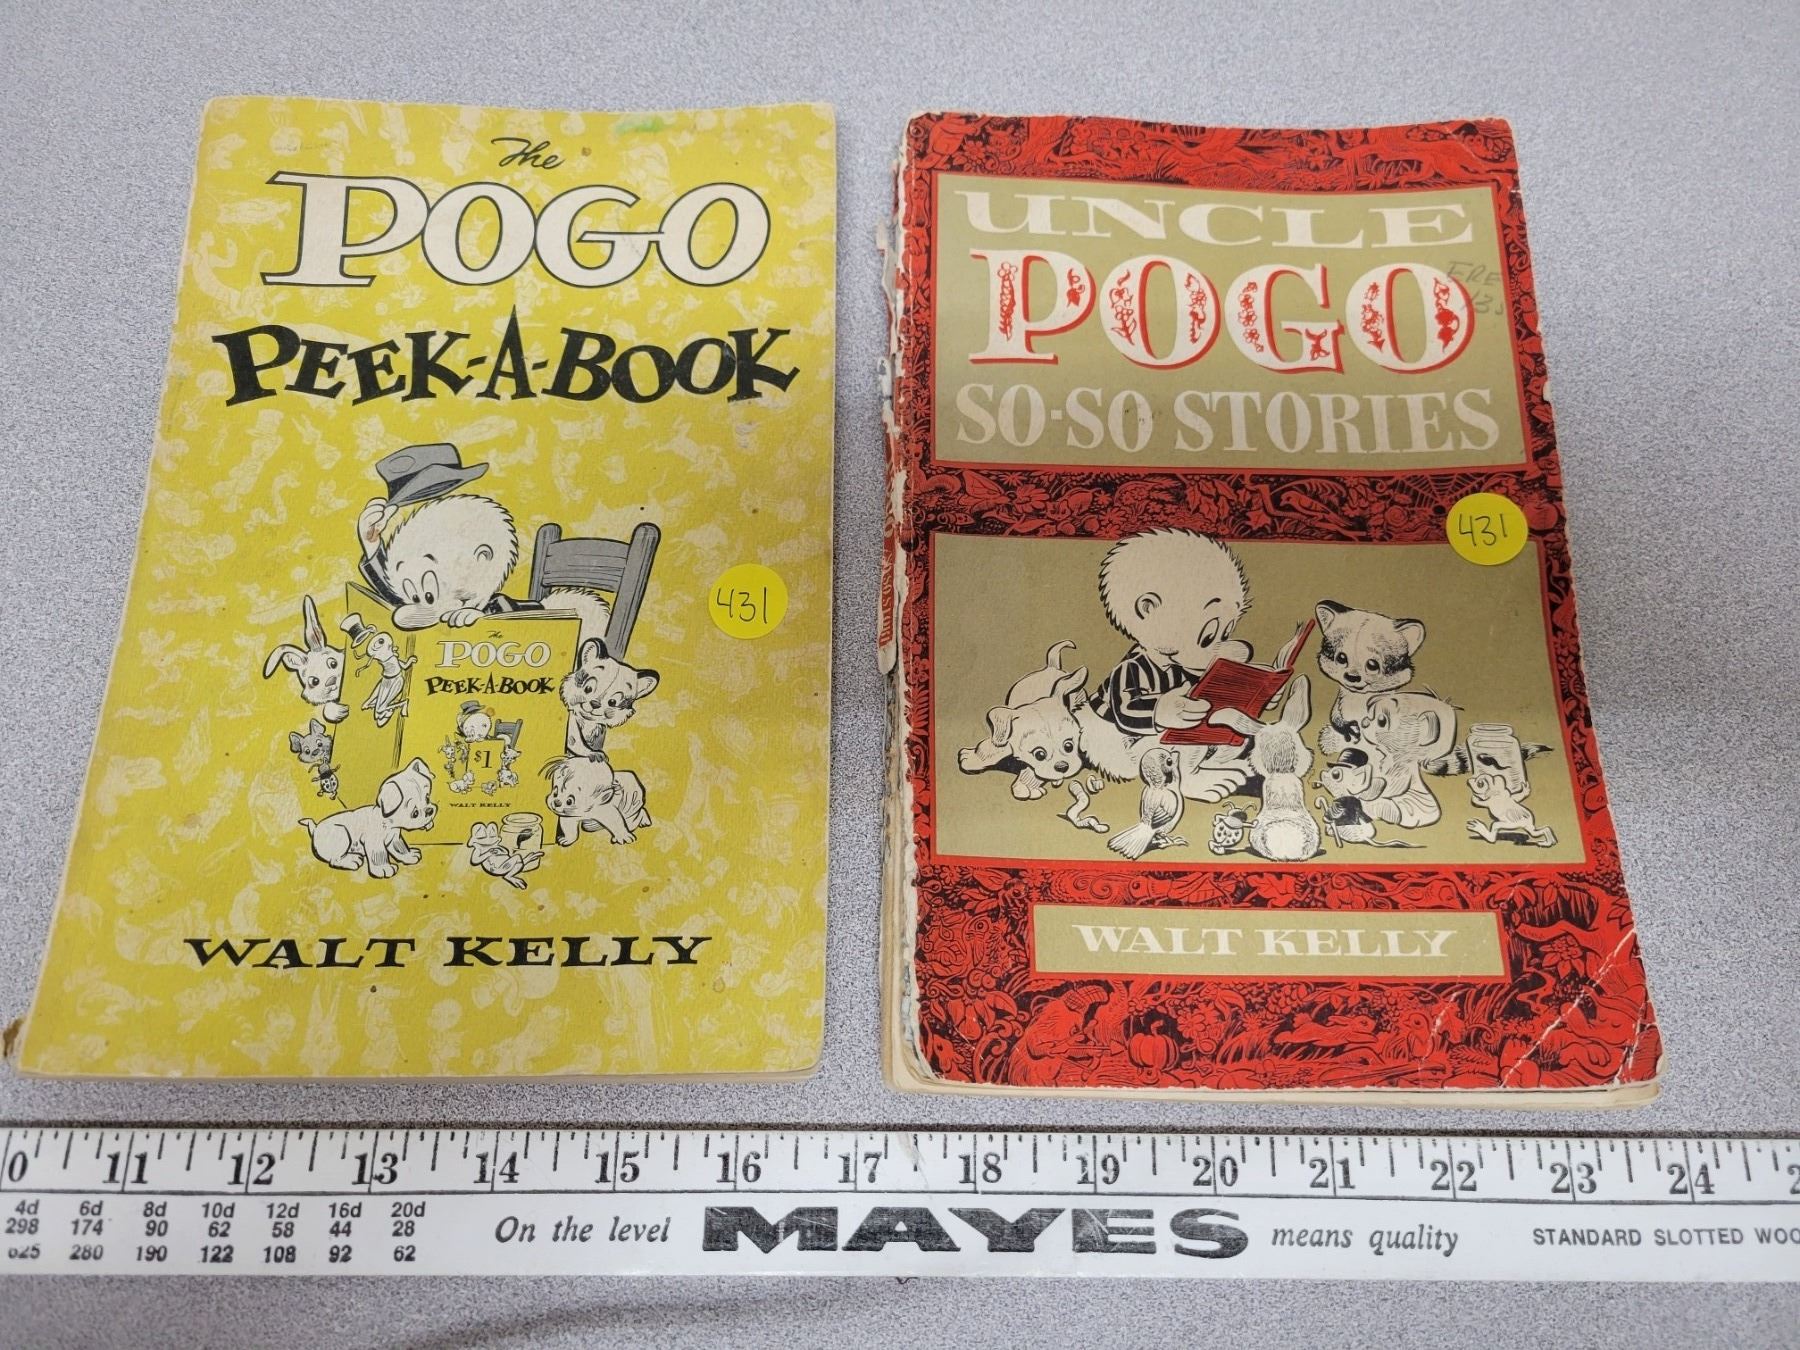 The
POGO
PEEK-A-BOOK
431
The
POGO
PEEK-A-BOOK
$1
WALT KELLY
WALT KELLY
UNCLE
POGO
SO-SO STORIES
431
WALT KELLY
0 11 12 13 14 15 16 17 18 19 20 21 22 23 24 2
4d 6d 8d 10d 12d 16d 20d
298 174 90 62 58 44 28
625 280 190 122 108 92 62
On the level MAYES means quality STANDARD SLOTTED WOO